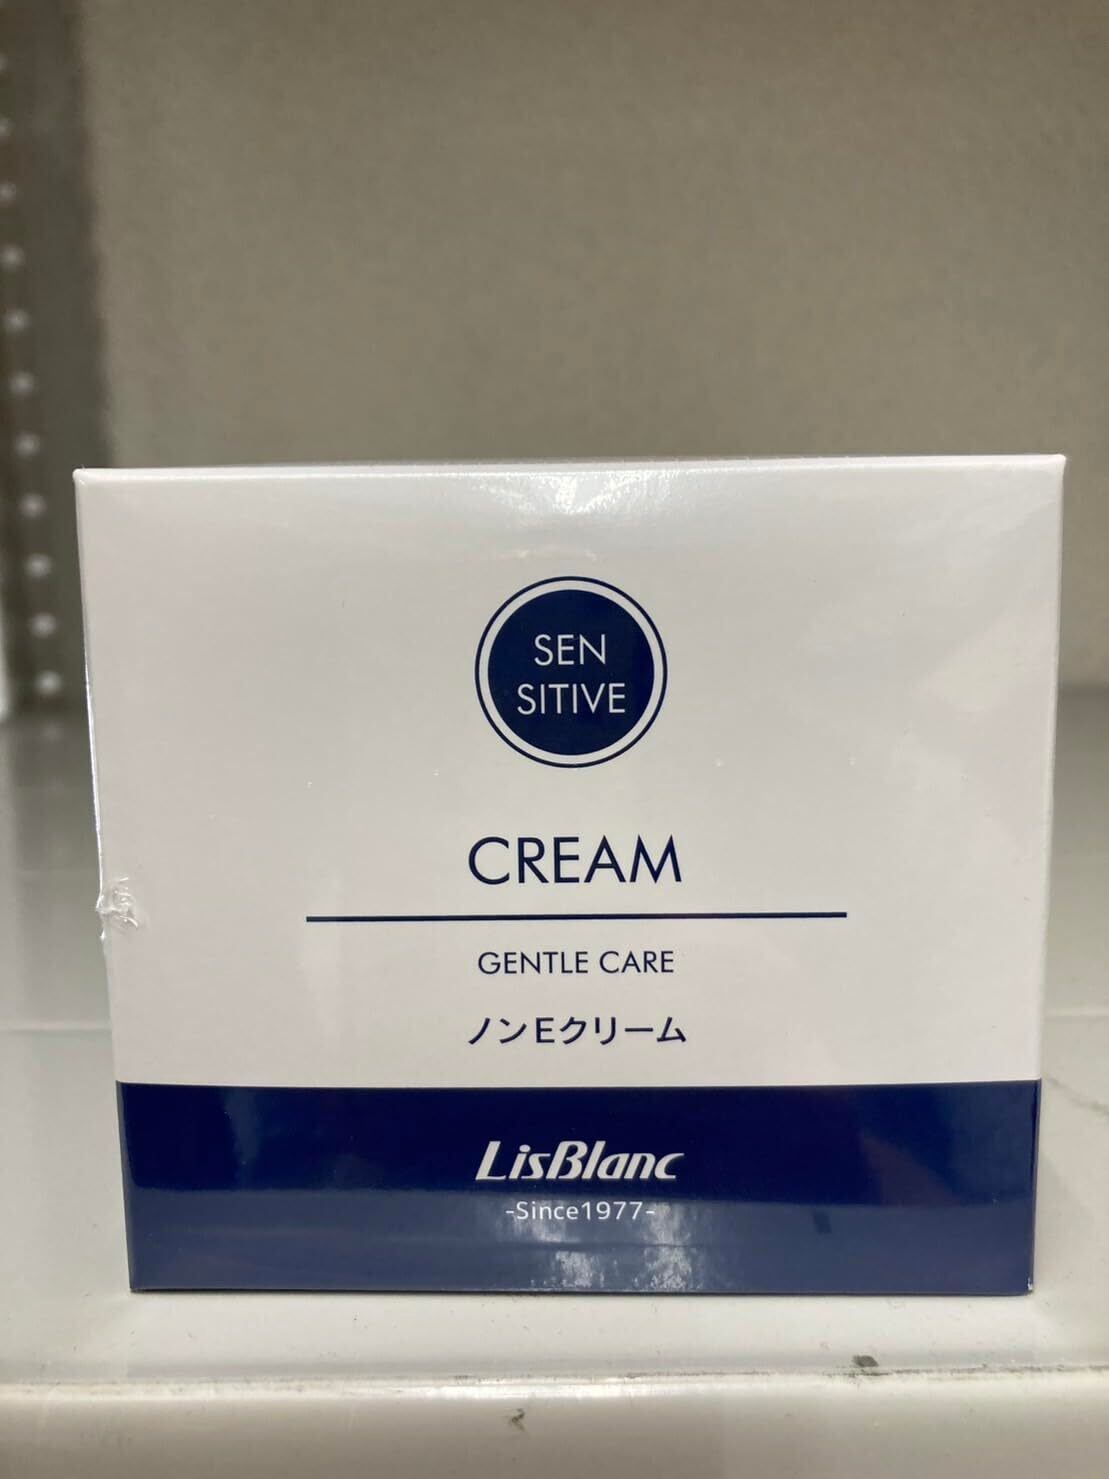 SEN
SITIVE
CREAM
GENTLE CARE
ノンEクリーム
LisBlanc
-Since1977-